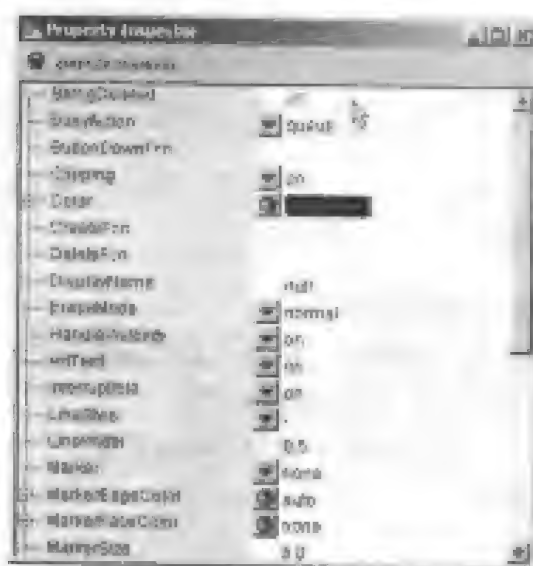 Property Inspector
BeingDeleted
BusyAction queue
ButtonDownFcn
Clipping on
Color
CreateFcn
DeleteFcn
DisplayName
EraseMode normal
HandleVisibility on
HitTest on
Interruptible on
LineStyle -
LineWidth 0.5
Marker none
MarkerEdgeColor auto
MarkerFaceColor none
MarkerSize